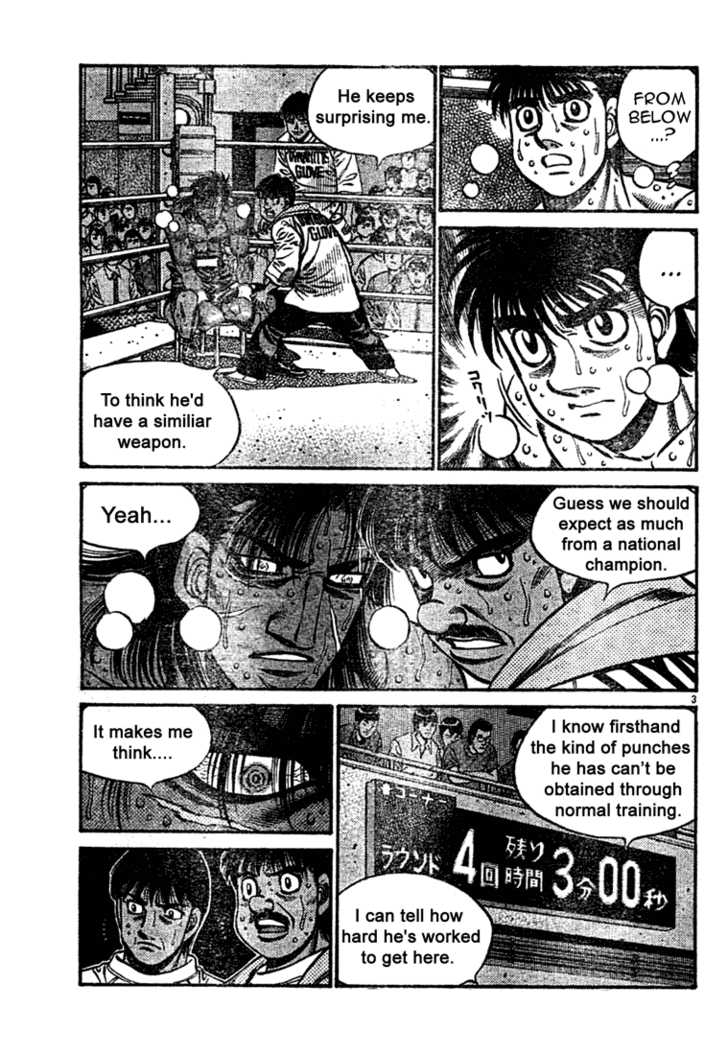 He keeps
surprising me.
FROM
BELOW
...?
...
To think he'd
have a similiar
weapon.
Yeah...
Guess we should
expect as much
from a national
champion.
3
It makes me
think....
I know firsthand
the kind of punches
he has can't be
obtained through
normal training.
ラウンド 4回 残り時間 3分00秒
I can tell how
hard he's worked
to get here.
3